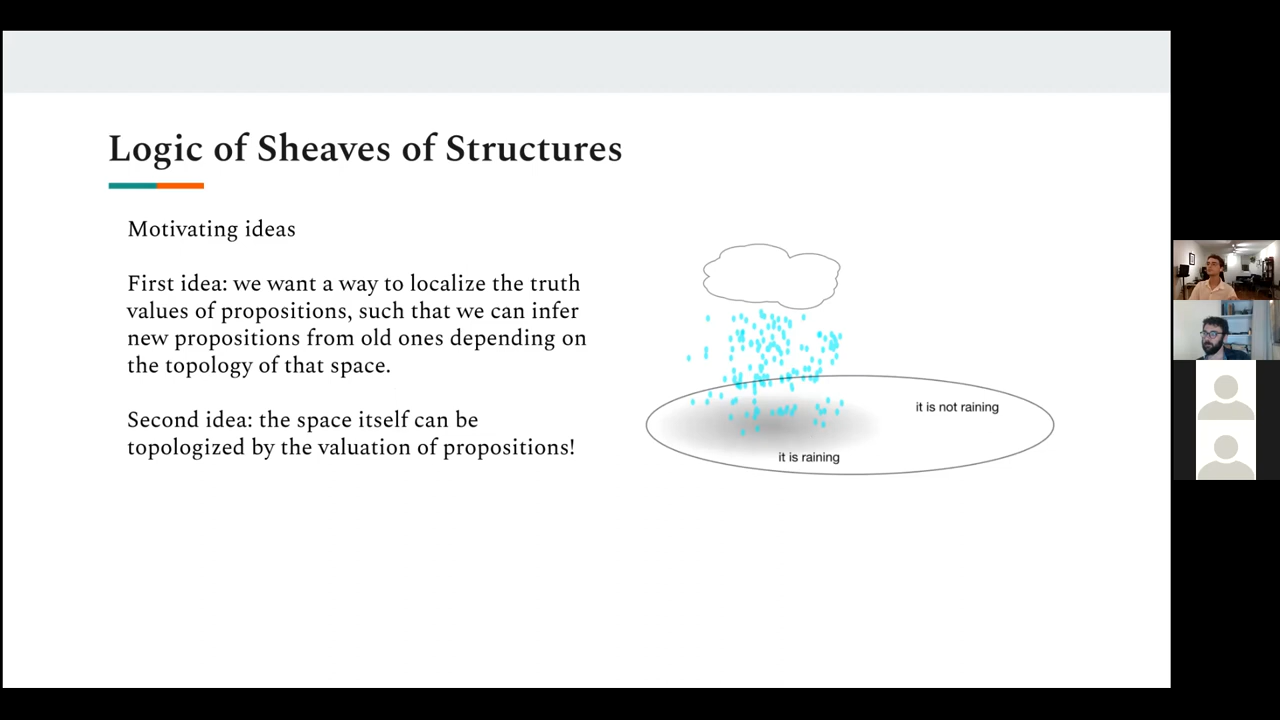 Logic of Sheaves of Structures
Motivating ideas
First idea: we want a way to localize the truth
values of propositions, such that we can infer
new propositions from old ones depending on
the topology of that space.
Second idea: the space itself can be
topologized by the valuation of propositions!
it is not raining
it is raining